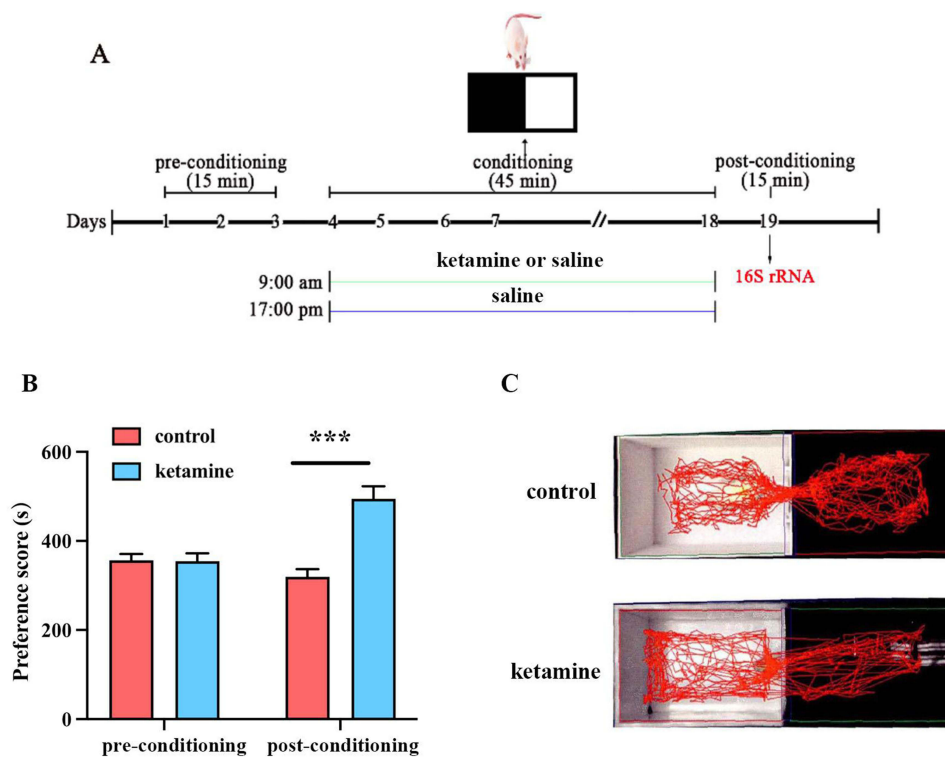 A
pre-conditioning
(15 min)
conditioning
(45 min)
post-conditioning
(15 min)
Days 1 2 3 4 5 6 7 // 18 19
ketamine or saline
9:00 am
saline
17:00 pm
16S rRNA
B
control
ketamine
***
Preference score (s)
600
400
200
0
pre-conditioning
post-conditioning
C
control
ketamine